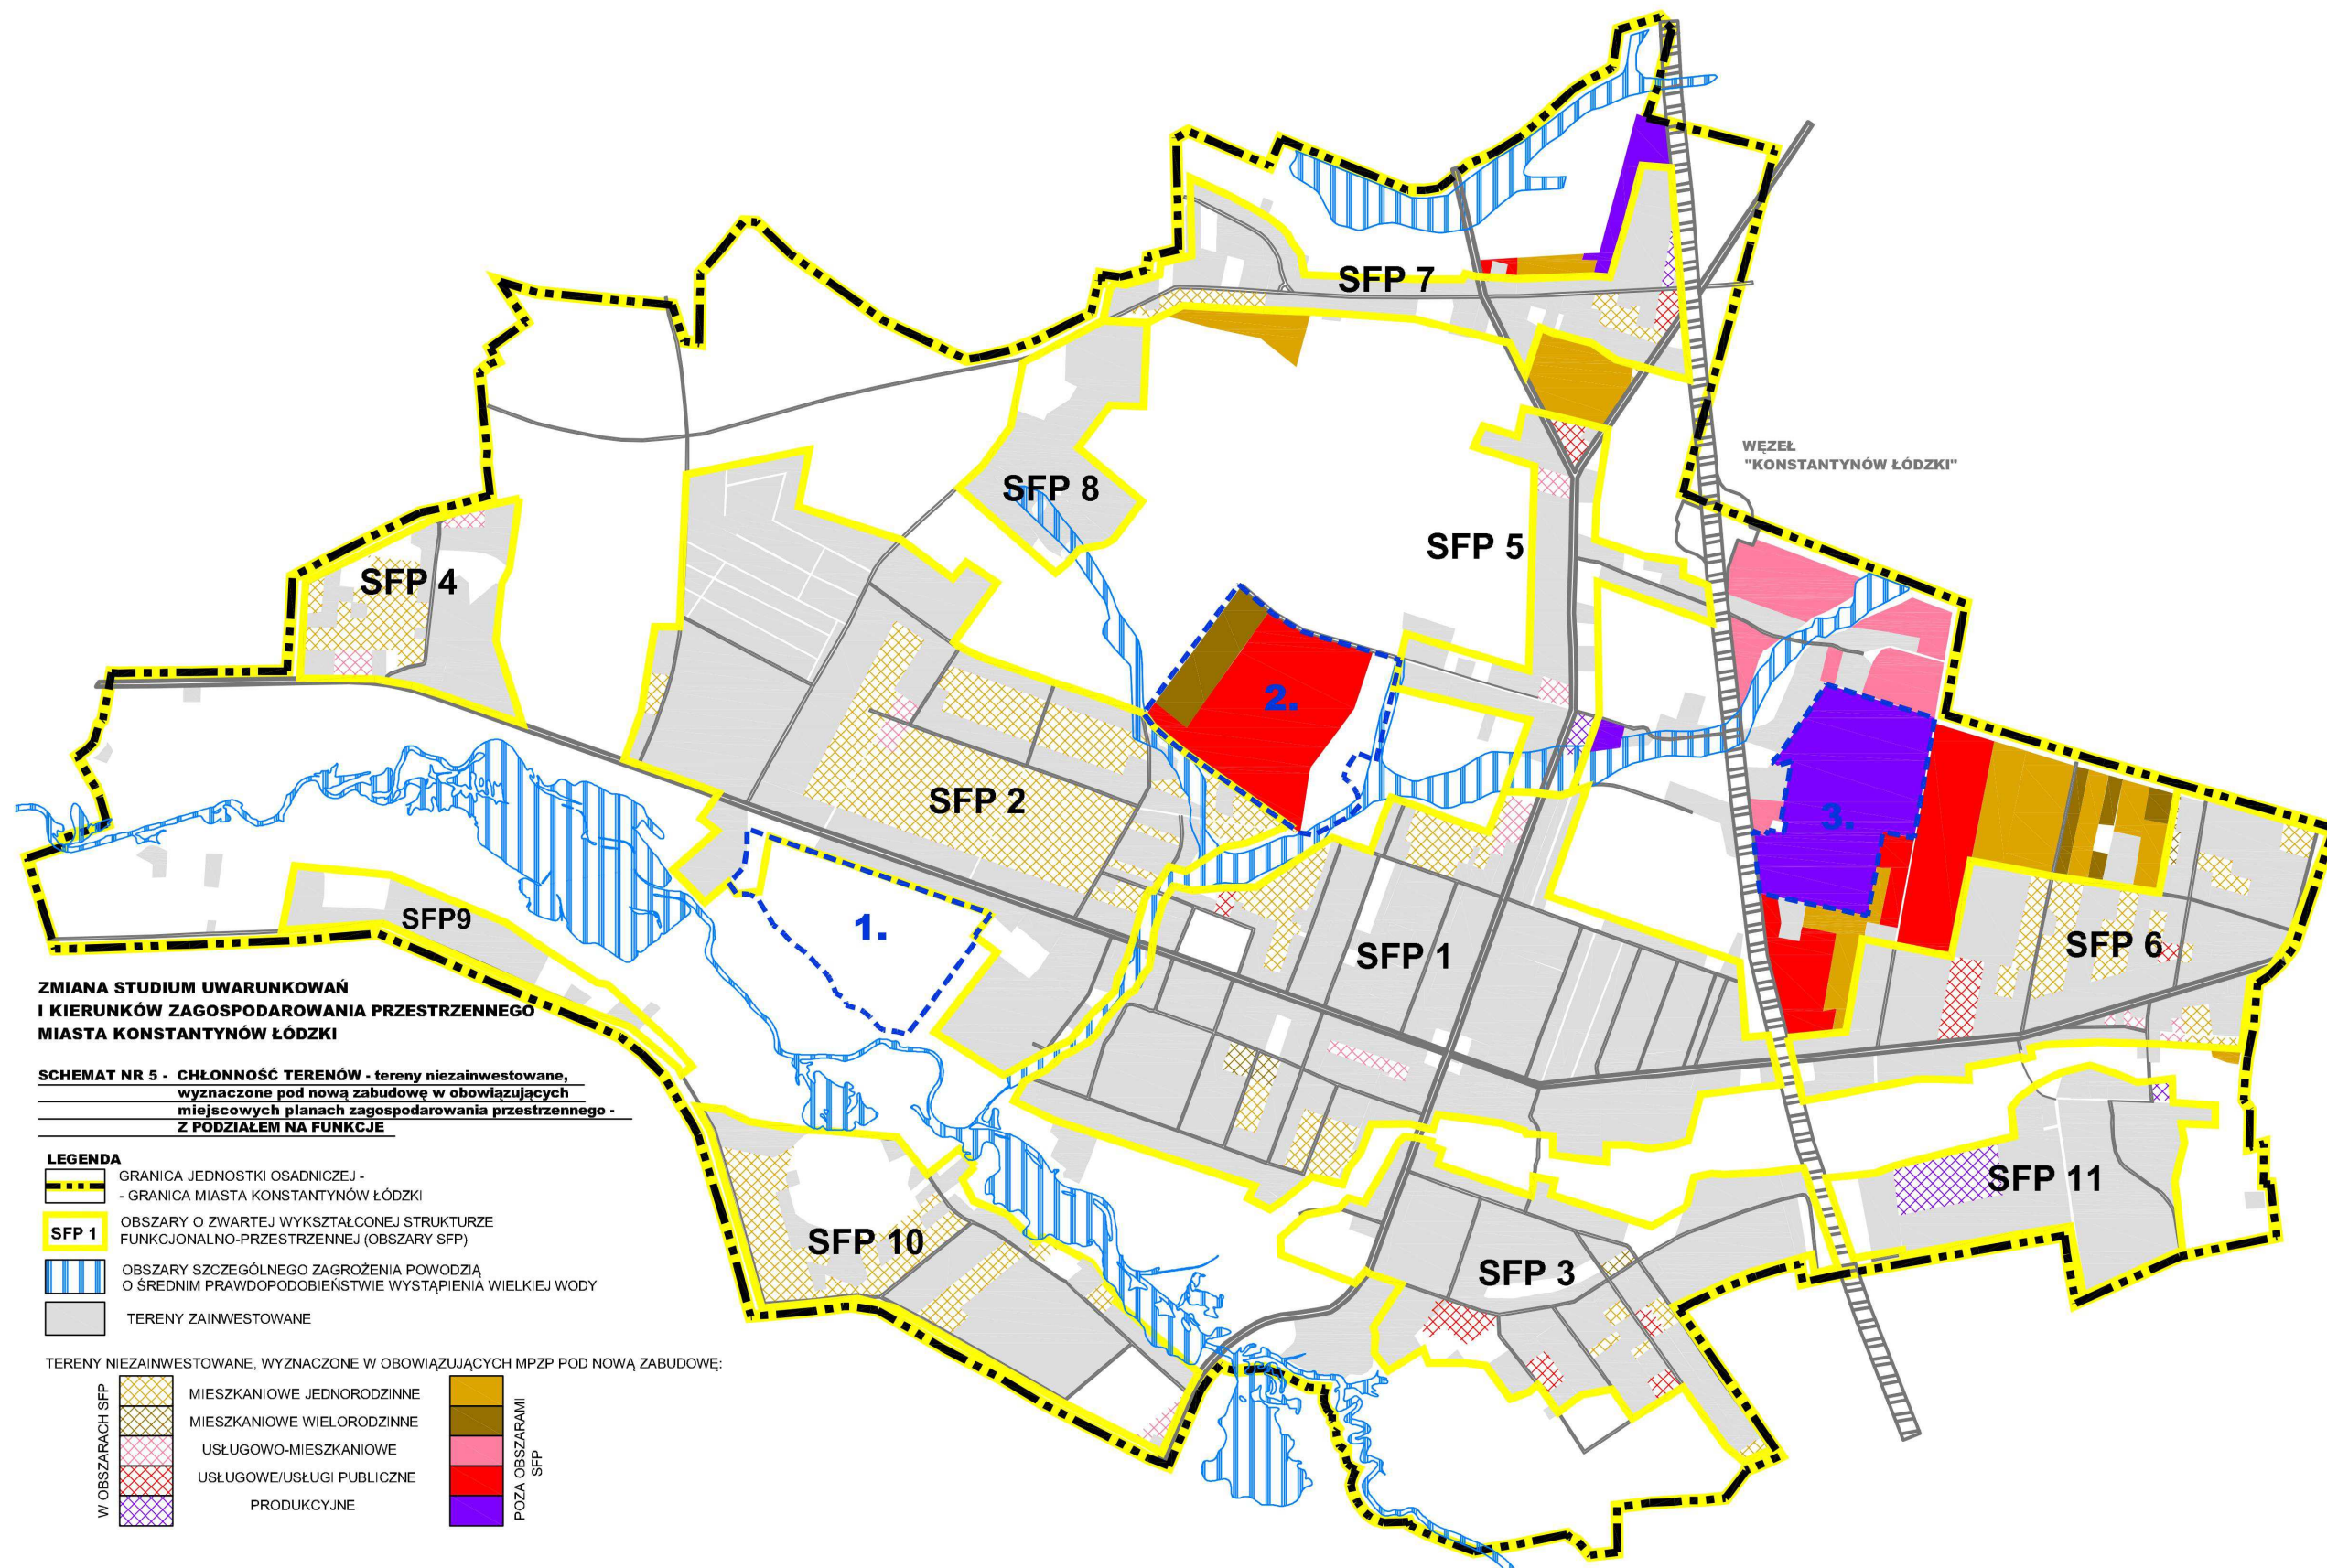 SFP 7
WĘZEŁ
"KONSTANTYNÓW ŁÓDZKI"
SFP 8
SFP 5
SFP 4
2.
SFP 2
3.
1.
SFP9
SFP 1
SFP 6
ZMIANA STUDIUM UWARUNKOWAŃ
I KIERUNKÓW ZAGOSPODAROWANIA PRZESTRZENNEGO
MIASTA KONSTANTYNÓW ŁÓDZKI
SCHEMAT NR 5 - CHŁONNOŚĆ TERENÓW - tereny niezainwestowane,
wyznaczone pod nową zabudowę w obowiązujących
miejscowych planach zagospodarowania przestrzennego -
Z PODZIAŁEM NA FUNKCJE
SFP 11
SFP 10
SFP 3
LEGENDA
GRANICA JEDNOSTKI OSADNICZEJ -
- GRANICA MIASTA KONSTANTYNÓW ŁÓDZKI
SFP 1
OBSZARY O ZWARTEJ WYKSZTAŁCONEJ STRUKTURZE
FUNKCJONALNO-PRZESTRZENNEJ (OBSZARY SFP)
OBSZARY SZCZEGÓLNEGO ZAGROŻENIA POWODZIĄ
O ŚREDNIM PRAWDOPODOBIEŃSTWIE WYSTĄPIENIA WIELKIEJ WODY
TERENY ZAINWESTOWANE
TERENY NIEZAINWESTOWANE, WYZNACZONE W OBOWIĄZUJĄCYCH MPZP POD NOWĄ ZABUDOWĘ:
W OBSZARACH SFP
MIESZKANIOWE JEDNORODZINNE
MIESZKANIOWE WIELORODZINNE
USŁUGOWO-MIESZKANIOWE
USŁUGOWE/USŁUGI PUBLICZNE
PRODUKCYJNE
POZA OBSZARAMI
SFP